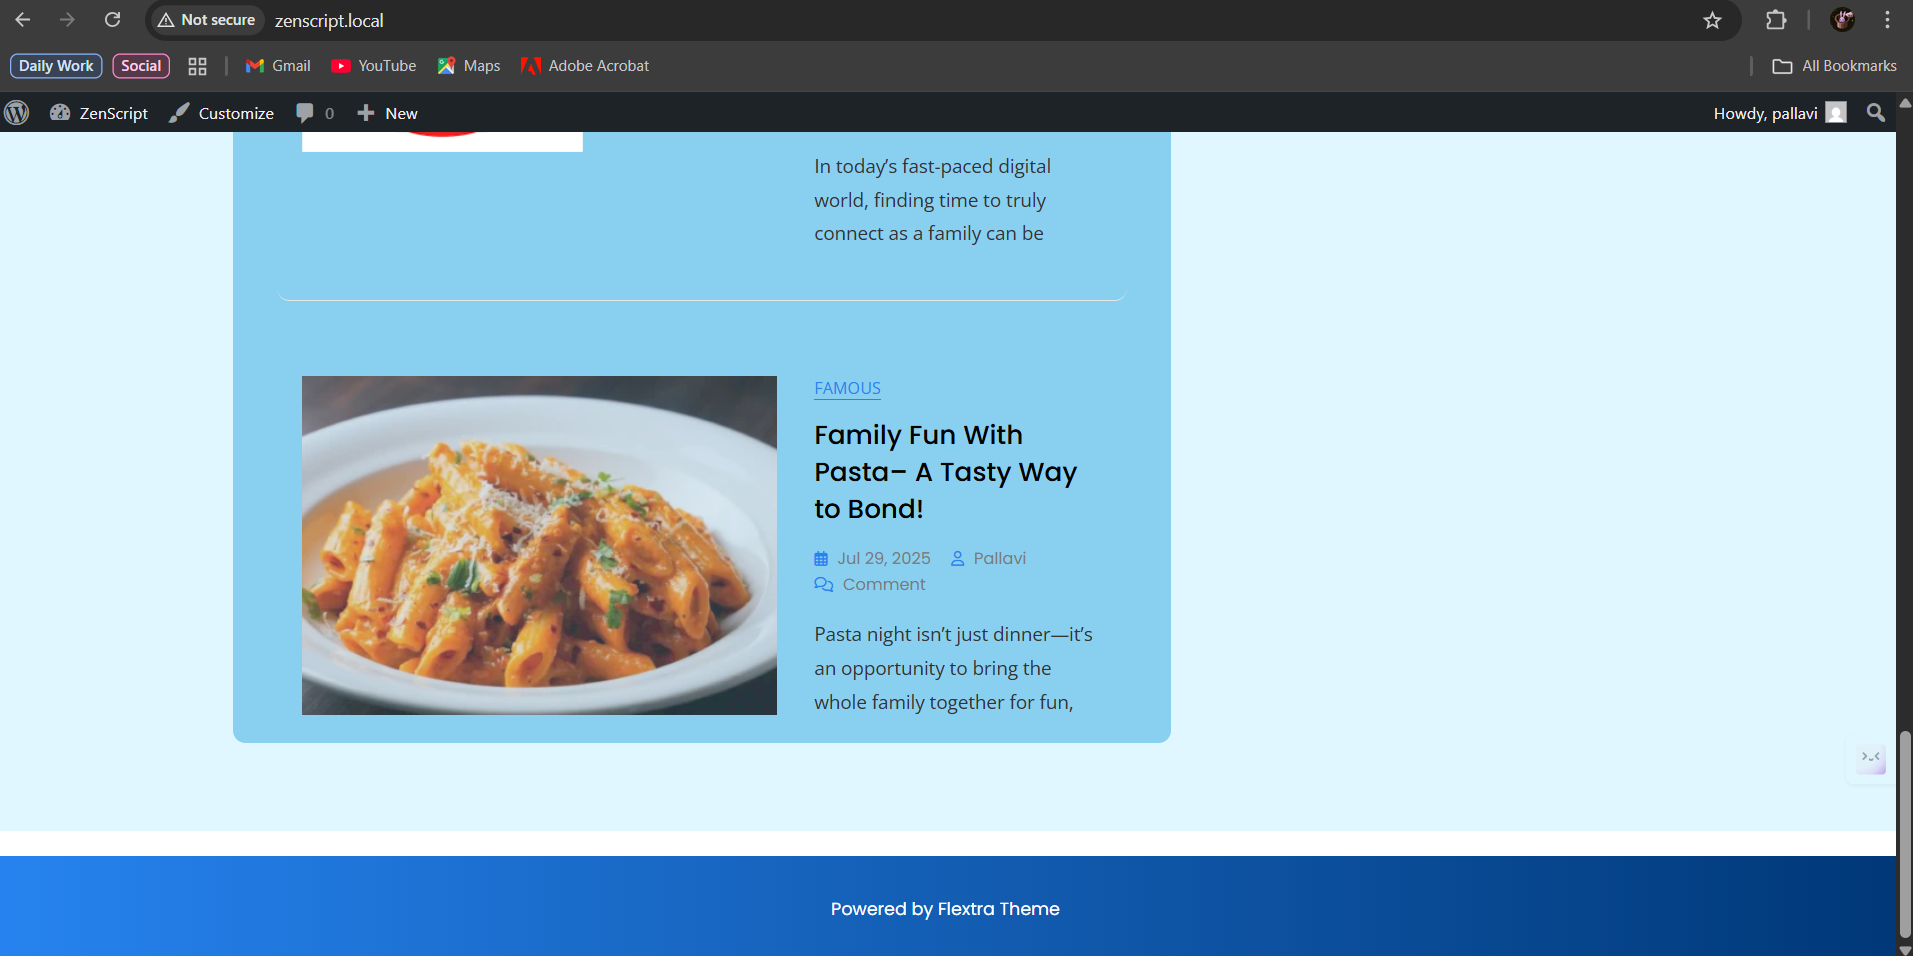 Not secure
zenscript.local
Daily Work
Social
Gmail
YouTube
Maps
Adobe Acrobat
All Bookmarks
ZenScript
Customize
0
New
Howdy, pallavi
In today’s fast-paced digital
world, finding time to truly
connect as a family can be
FAMOUS
Family Fun With
Pasta– A Tasty Way
to Bond!
Jul 29, 2025
Pallavi
Comment
Pasta night isn’t just dinner—it’s
an opportunity to bring the
whole family together for fun,
Powered by Flextra Theme